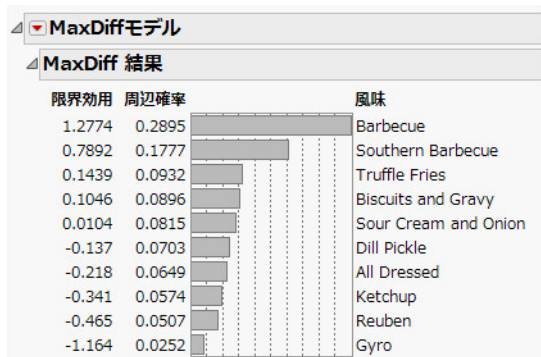 MaxDiffモデル
MaxDiff 結果
限界効用 周辺確率 風味
1.2774 0.2895 Barbecue
0.7892 0.1777 Southern Barbecue
0.1439 0.0932 Truffle Fries
0.1046 0.0896 Biscuits and Gravy
0.0104 0.0815 Sour Cream and Onion
-0.137 0.0703 Dill Pickle
-0.218 0.0649 All Dressed
-0.341 0.0574 Ketchup
-0.465 0.0507 Reuben
-1.164 0.0252 Gyro